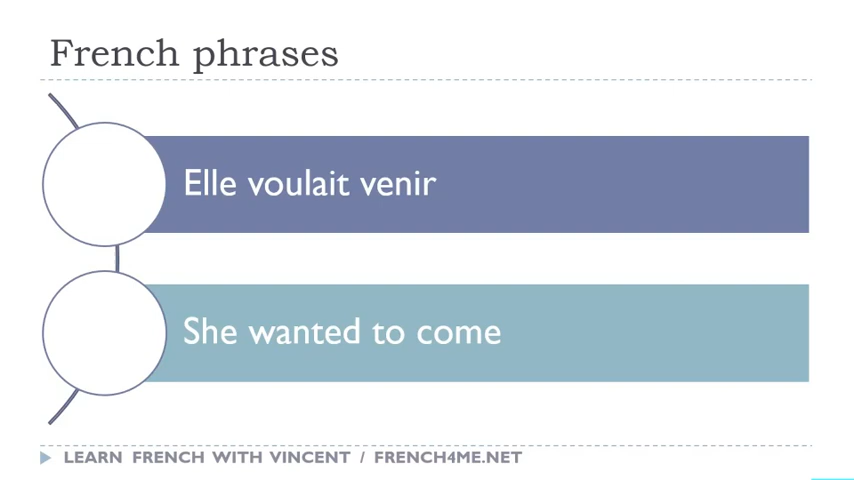 French phrases
Elle voulait venir
She wanted to come
LEARN FRENCH WITH VINCENT / FRENCH4ME.NET